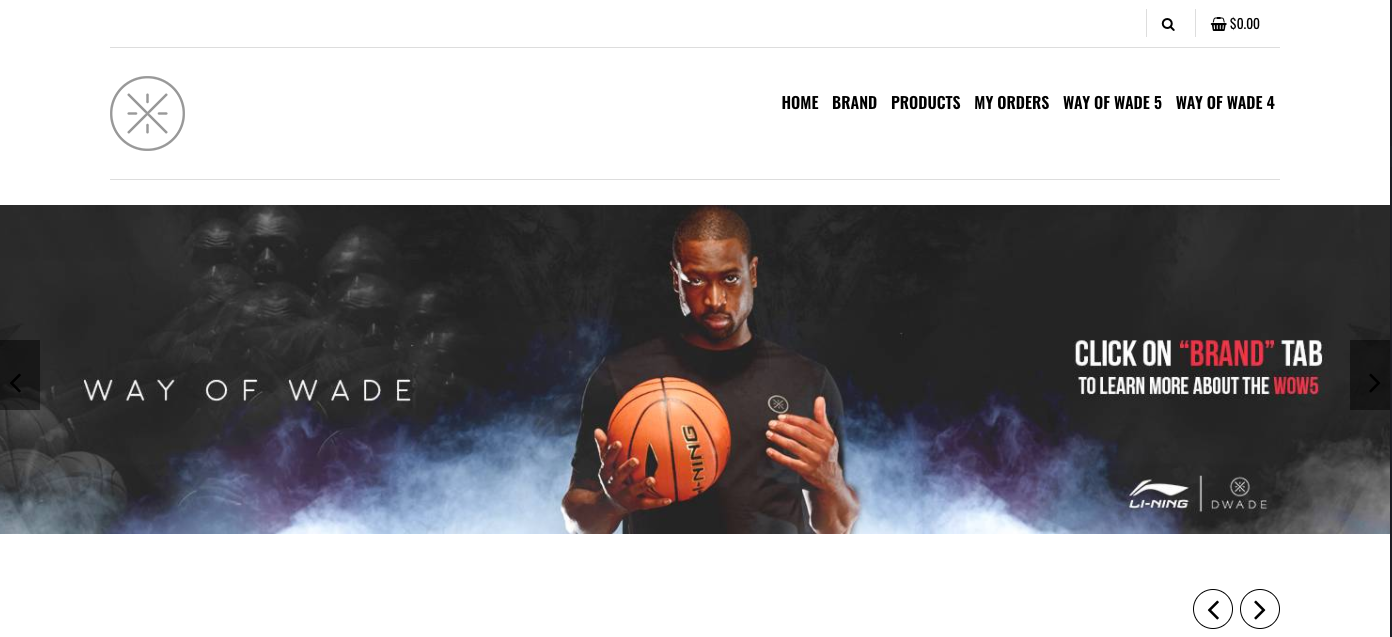 $0.00
HOME BRAND PRODUCTS MY ORDERS WAY OF WADE 5 WAY OF WADE 4
WAY OF WADE
CLICK ON “BRAND” TAB
TO LEARN MORE ABOUT THE WOW5
LI-NING
LI-NING DWADE